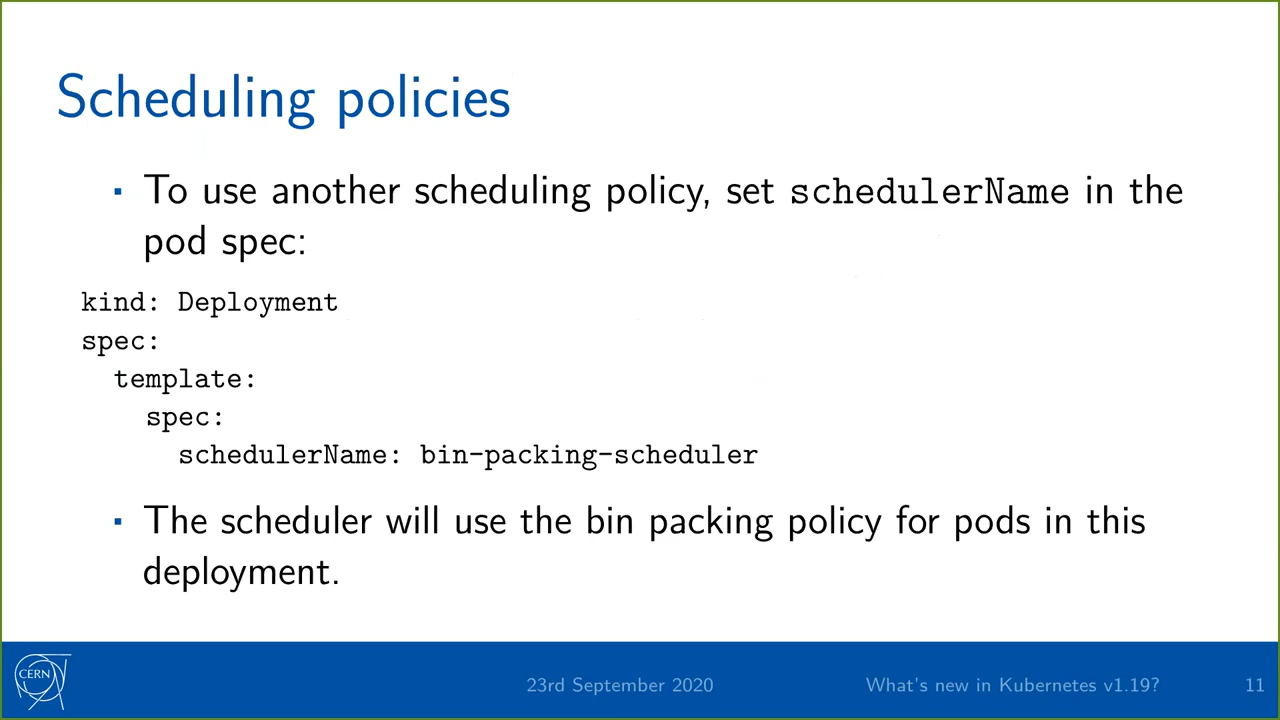 Scheduling policies
▪ To use another scheduling policy, set schedulerName in the
pod spec:
kind: Deployment
spec:
  template:
    spec:
      schedulerName: bin-packing-scheduler
▪ The scheduler will use the bin packing policy for pods in this
deployment.
CERN
23rd September 2020 What's new in Kubernetes v1.19? 11